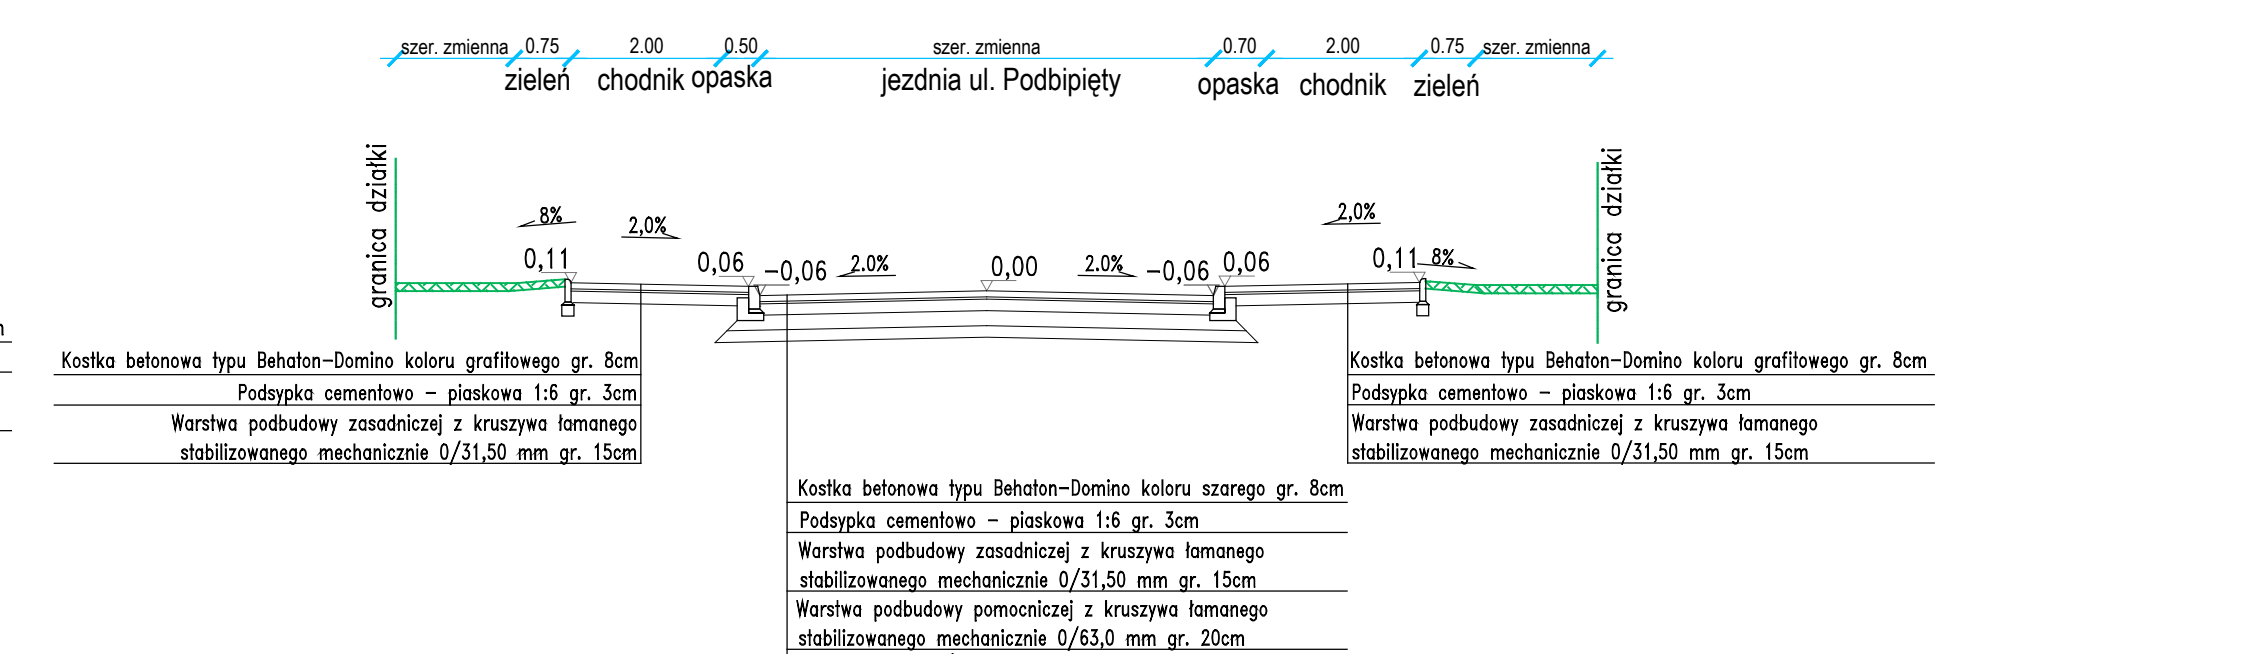 szer. zmienna 0.75 2.00 0.50 szer. zmienna 0.70 2.00 0.75 szer. zmienna
zieleń chodnik opaska jezdnia ul. Podbipięty opaska chodnik zieleń
granica działki
granica działki
8% 2,0% 2,0%
0,11 0,06 -0,06 2.0% 0,00 2.0% -0,06 0,06 0,11 8%
Kostka betonowa typu Behaton-Domino koloru grafitowego gr. 8cm
Podsypka cementowo - piaskowa 1:6 gr. 3cm
Warstwa podbudowy zasadniczej z kruszywa łamanego
stabilizowanego mechanicznie 0/31,50 mm gr. 15cm
Kostka betonowa typu Behaton-Domino koloru grafitowego gr. 8cm
Podsypka cementowo - piaskowa 1:6 gr. 3cm
Warstwa podbudowy zasadniczej z kruszywa łamanego
stabilizowanego mechanicznie 0/31,50 mm gr. 15cm
Kostka betonowa typu Behaton-Domino koloru szarego gr. 8cm
Podsypka cementowo - piaskowa 1:6 gr. 3cm
Warstwa podbudowy zasadniczej z kruszywa łamanego
stabilizowanego mechanicznie 0/31,50 mm gr. 15cm
Warstwa podbudowy pomocniczej z kruszywa łamanego
stabilizowanego mechanicznie 0/63,0 mm gr. 20cm